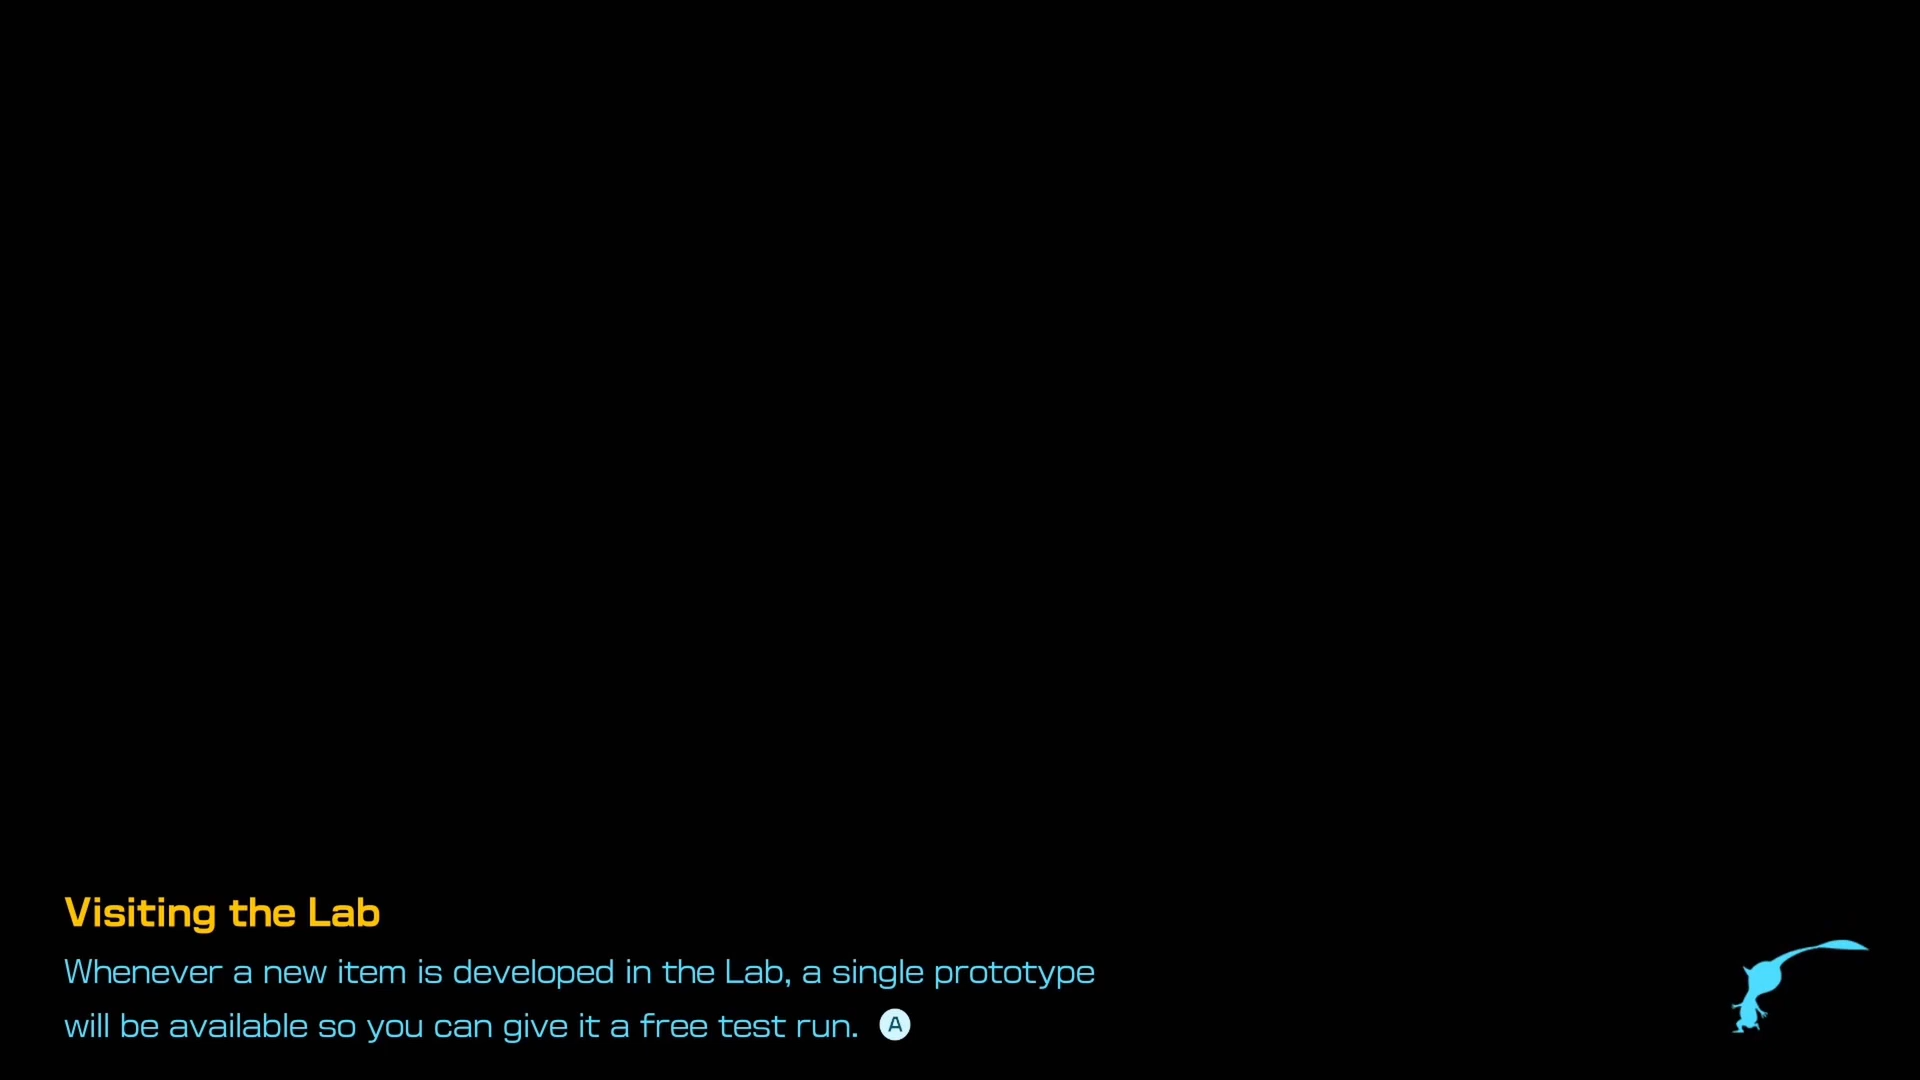 Visiting the Lab
Whenever a new item is developed in the Lab, a single prototype
will be available so you can give it a free test run. A